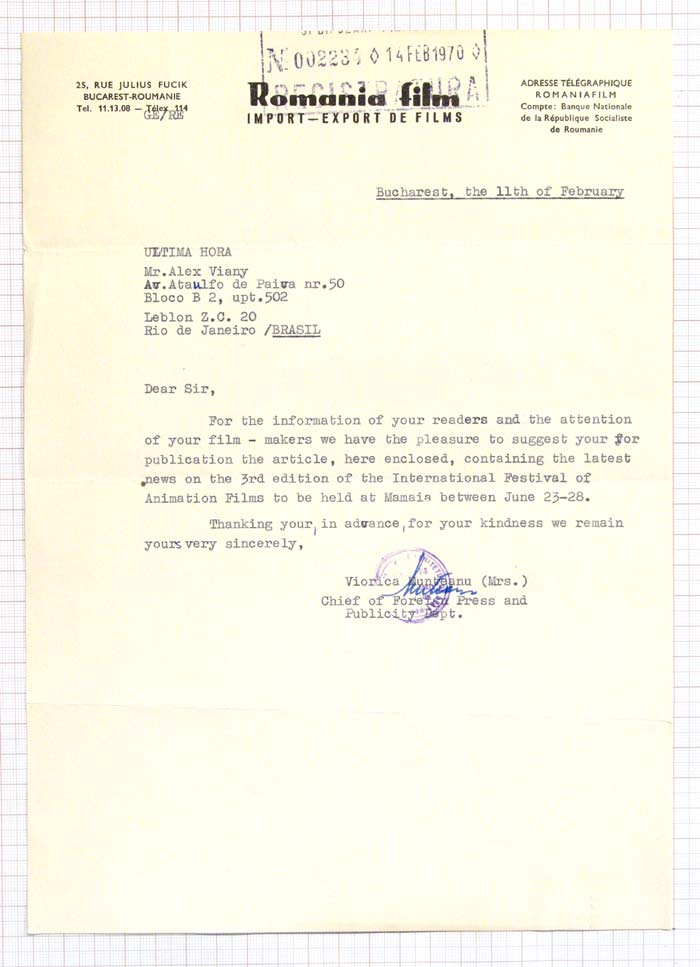 Nº 002283 ◊ 14 FEB 1970 ◊
REGISTRATURA
25, RUE JULIUS FUCIK
BUCAREST-ROUMANIE
Tel. 11.13.08 — Télex 114
GE/RE
Romania film
IMPORT—EXPORT DE FILMS
ADRESSE TÉLÉGRAPHIQUE
ROMANIAFILM
Compte: Banque Nationale
de la République Socialiste
de Roumanie
Bucharest, the 11th of February
ULTIMA HORA
Mr.Alex Viany
Av.Ataulfo de Paiva nr.50
Bloco B 2, upt.502
Leblon Z.C. 20
Rio de Janeiro /BRASIL
Dear Sir,
For the information of your readers and the attention
of your film - makers we have the pleasure to suggest your for
publication the article, here enclosed, containing the latest
news on the 3rd edition of the International Festival of
Animation Films to be held at Mamaia between June 23-28.
Thanking your, in advance, for your kindness we remain
yours very sincerely,
Viorica Munteanu (Mrs.)
Chief of Foreign Press and
Publicity Dept.